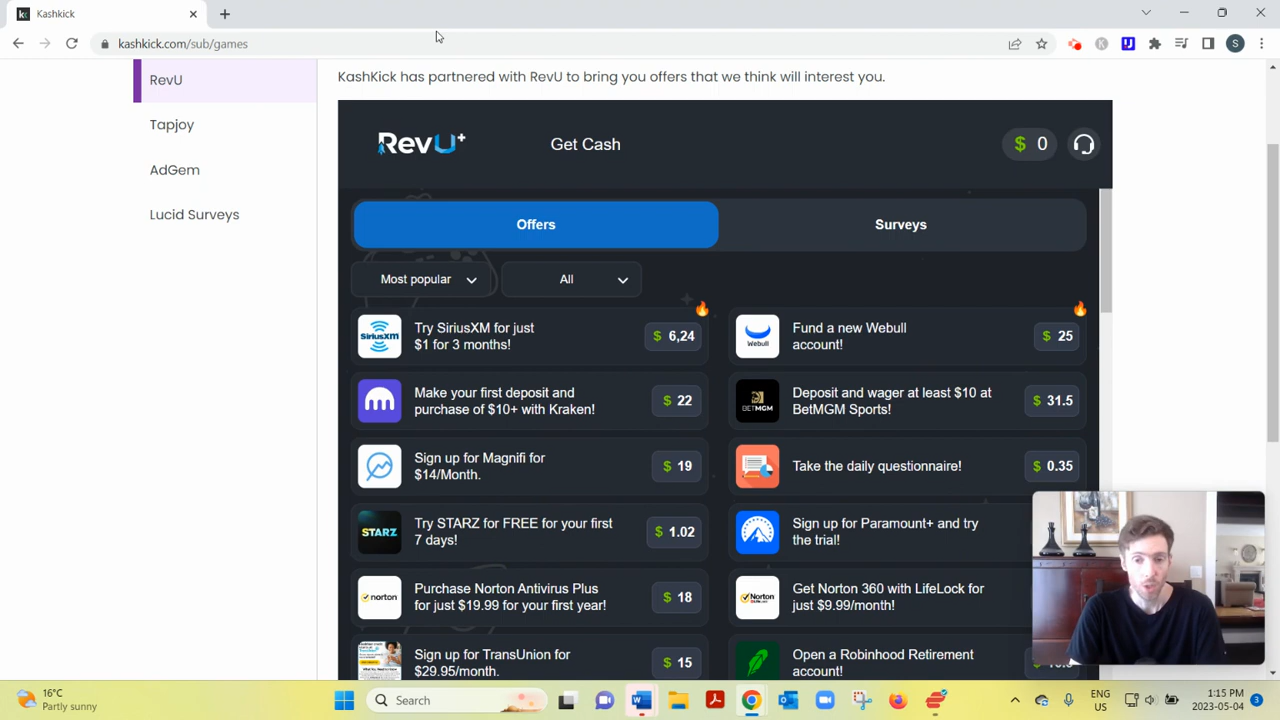 Kashkick
kashkick.com/sub/games
S
RevU
Tapjoy
AdGem
Lucid Surveys
KashKick has partnered with RevU to bring you offers that we think will interest you.
RevU+
Get Cash
$ 0
Offers
Surveys
Most popular
All
SiriusXM
Try SiriusXM for just
$1 for 3 months!
$ 6,24
Webull
Fund a new Webull
account!
$ 25
Make your first deposit and
purchase of $10+ with Kraken!
$ 22
BETMGM
Deposit and wager at least $10 at
BetMGM Sports!
$ 31.5
Sign up for Magnifi for
$14/Month.
$ 19
Take the daily questionnaire!
$ 0.35
STARZ
Try STARZ for FREE for your first
7 days!
$ 1.02
Sign up for Paramount+ and try
the trial!
norton
Purchase Norton Antivirus Plus
for just $19.99 for your first year!
$ 18
Norton
Get Norton 360 with LifeLock for
just $9.99/month!
Sign up for TransUnion for
$29.95/month.
$ 15
Open a Robinhood Retirement
account!
16°C
Partly sunny
Search
ENG
US
1:15 PM
2023-05-04
3